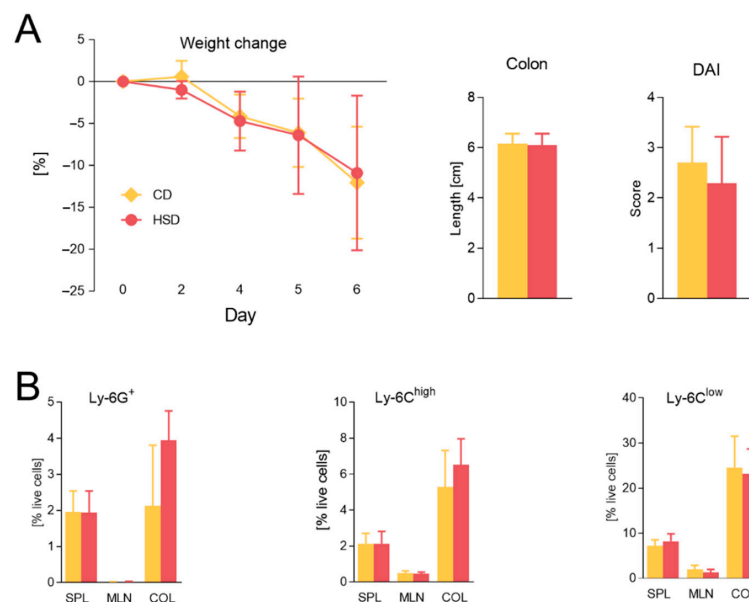 A
Weight change
5
0
−5
−10
−15
−20
−25
[%]
CD
HSD
0 2 4 5 6
Day
Colon
8
6
4
2
0
Length [cm]
DAI
4
3
2
1
0
Score
B
Ly-6G+
5
4
3
2
1
0
[% live cells]
SPL MLN COL
Ly-6Chigh
10
8
6
4
2
0
[% live cells]
SPL MLN COL
Ly-6Clow
40
30
20
10
0
[% live cells]
SPL MLN COL